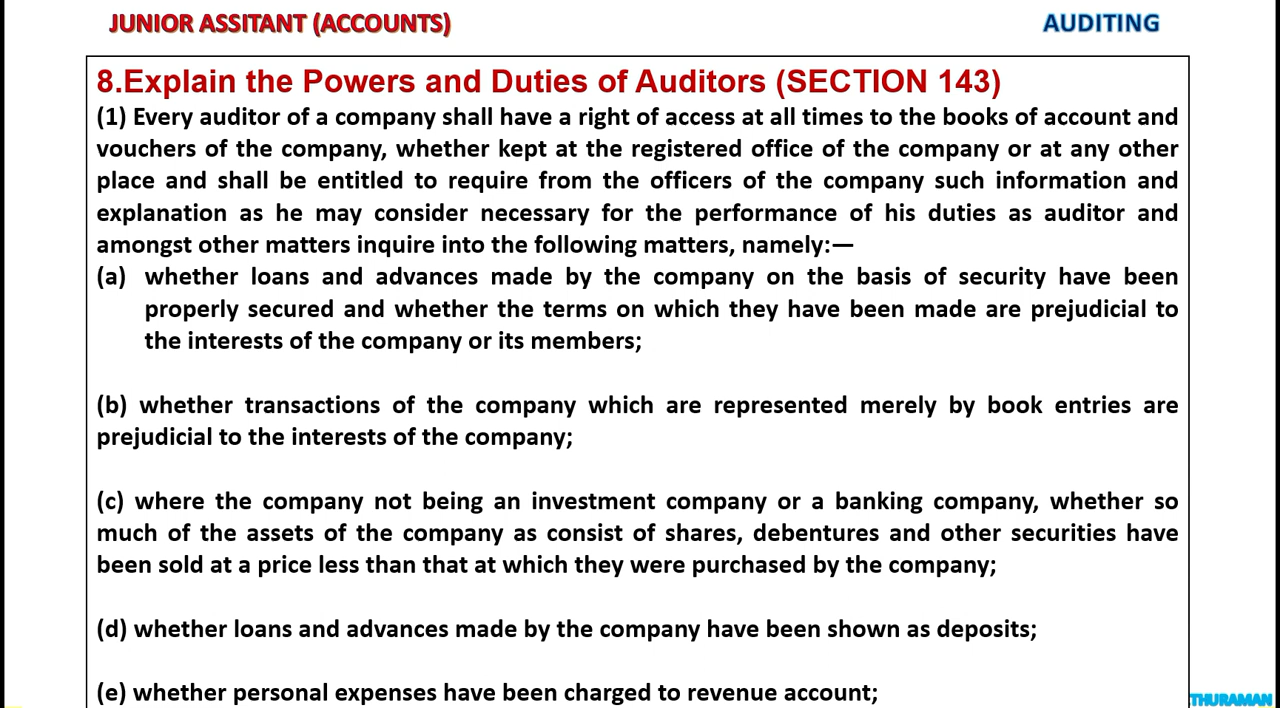 JUNIOR ASSITANT (ACCOUNTS)
AUDITING
8.Explain the Powers and Duties of Auditors (SECTION 143)
(1) Every auditor of a company shall have a right of access at all times to the books of account and
vouchers of the company, whether kept at the registered office of the company or at any other
place and shall be entitled to require from the officers of the company such information and
explanation as he may consider necessary for the performance of his duties as auditor and
amongst other matters inquire into the following matters, namely:—
(a) whether loans and advances made by the company on the basis of security have been
properly secured and whether the terms on which they have been made are prejudicial to
the interests of the company or its members;
(b) whether transactions of the company which are represented merely by book entries are
prejudicial to the interests of the company;
(c) where the company not being an investment company or a banking company, whether so
much of the assets of the company as consist of shares, debentures and other securities have
been sold at a price less than that at which they were purchased by the company;
(d) whether loans and advances made by the company have been shown as deposits;
(e) whether personal expenses have been charged to revenue account;
THURAMAN